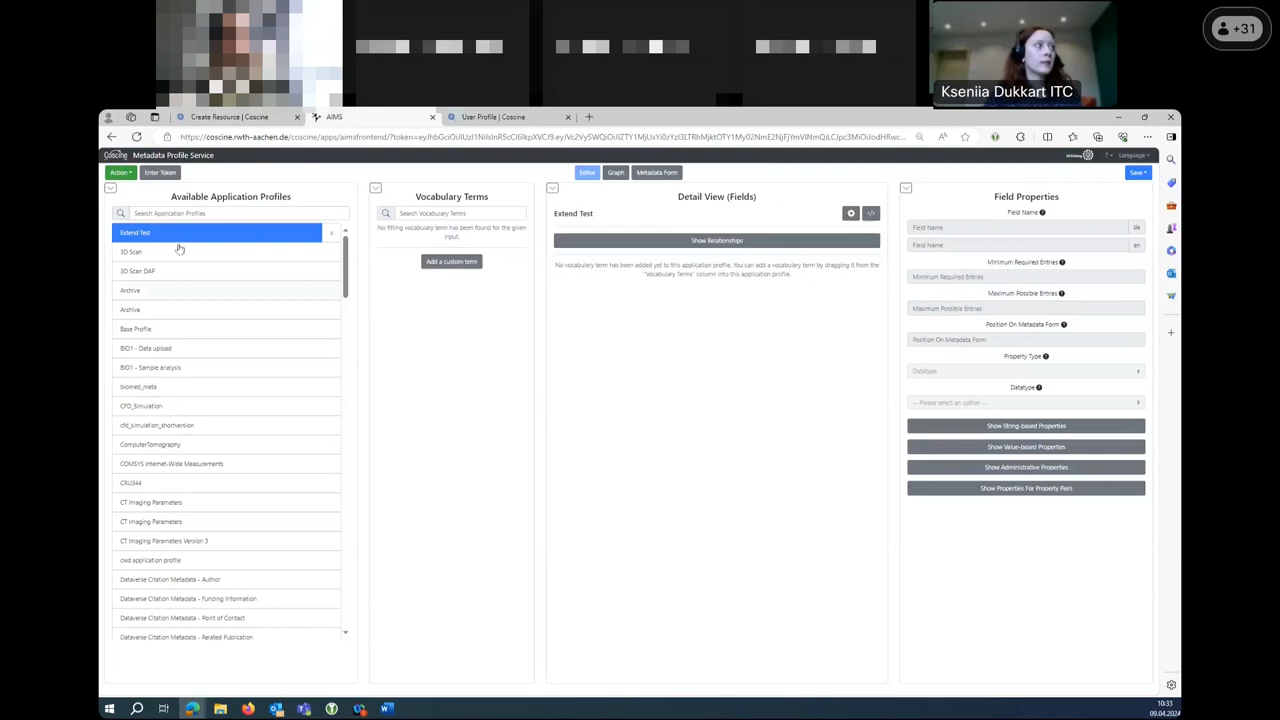 +31
Kseniia Dukkart ITC
Create Resource | Coscine
AIMS
User Profile | Coscine
Coscine Metadata Profile Service
? Language
Action
Enter Token
Editor
Graph
Metadata Form
Save
Available Application Profiles
Search Application Profiles
Extend Test
x
3D Scan
3D Scan DAP
Archive
Archive
Base Profile
BIO1 - Data upload
BIO1 - Sample analysis
biomed_meta
CFD_Simulation
cfd_simulation_shortversion
ComputerTomography
COMSYS Internet-Wide Measurements
CRU344
CT Imaging Parameters
CT Imaging Parameters
CT Imaging Parameters Version 3
cwd application profile
Dataverse Citation Metadata - Author
Dataverse Citation Metadata - Funding Information
Dataverse Citation Metadata - Point of Contact
Dataverse Citation Metadata - Related Publication
Vocabulary Terms
Search Vocabulary Terms
No fitting vocabulary term has been found for the given
input.
Add a custom term
Detail View (Fields)
Extend Test
</>
Show Relationships
No vocabulary term has been added yet to this application profile. You can add a vocabulary term by dragging it from the
"Vocabulary Terms" column into this application profile.
Field Properties
Field Name
Field Name
de
Field Name
en
Minimum Required Entries
Minimum Required Entries
Maximum Possible Entries
Maximum Possible Entries
Position On Metadata Form
Position On Metadata Form
Property Type
Datatype
Datatype
-- Please select an option --
Show String-based Properties
Show Value-based Properties
Show Administrative Properties
Show Properties For Property Pairs
10:33
09.04.2024